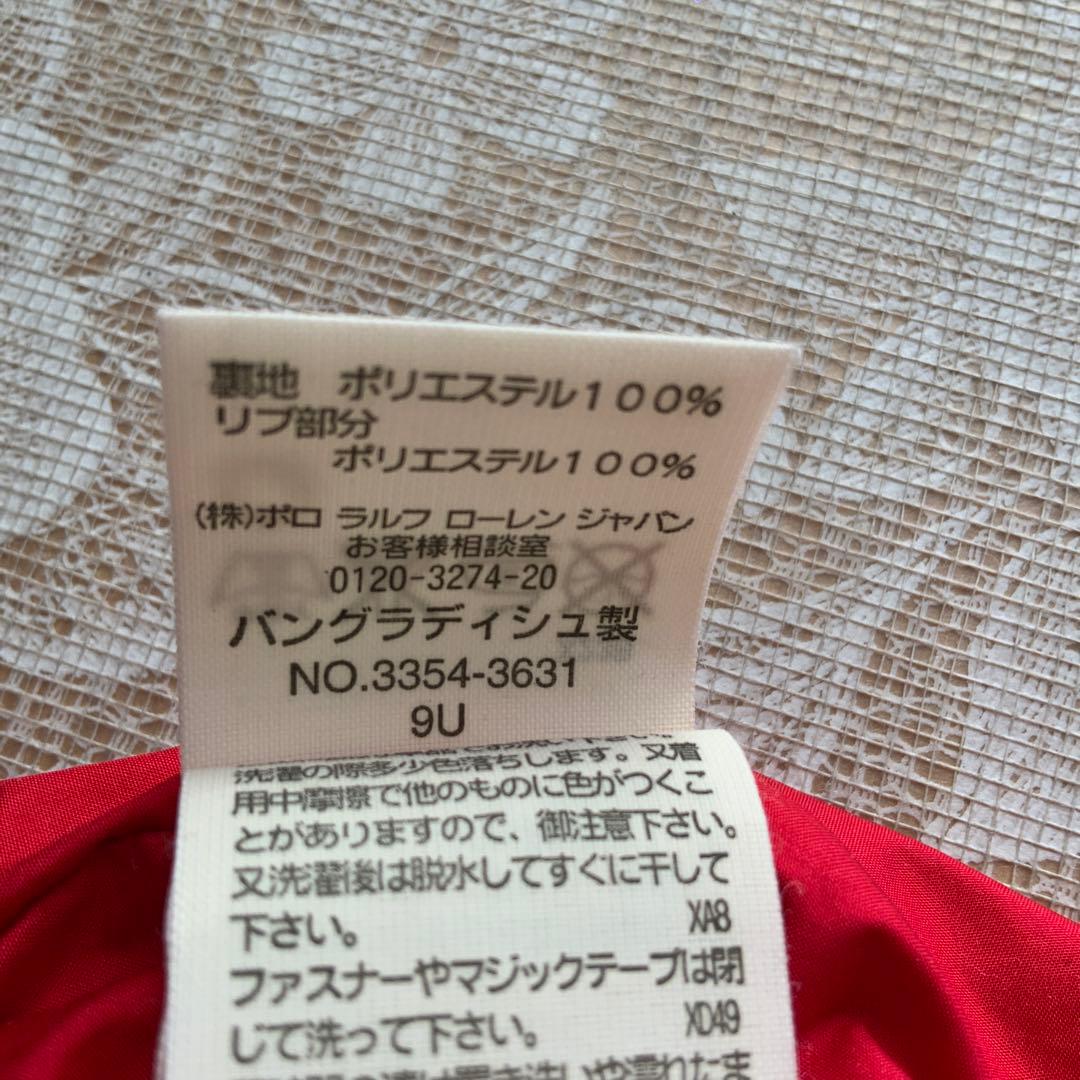 裏地 ポリエステル100%
リブ部分
ポリエステル100%
(株)ポロ ラルフ ローレン ジャパン
お客様相談室
0120-3274-20
バングラディシュ製
NO.3354-3631
9U
洗濯の際多少色落ちします。又着
用中摩擦で他のものに色がつくこ
とがありますので、御注意下さい。
又洗濯後は脱水してすぐに干して
下さい。 XA8
ファスナーやマジックテープは閉
じて洗って下さい。 XD49